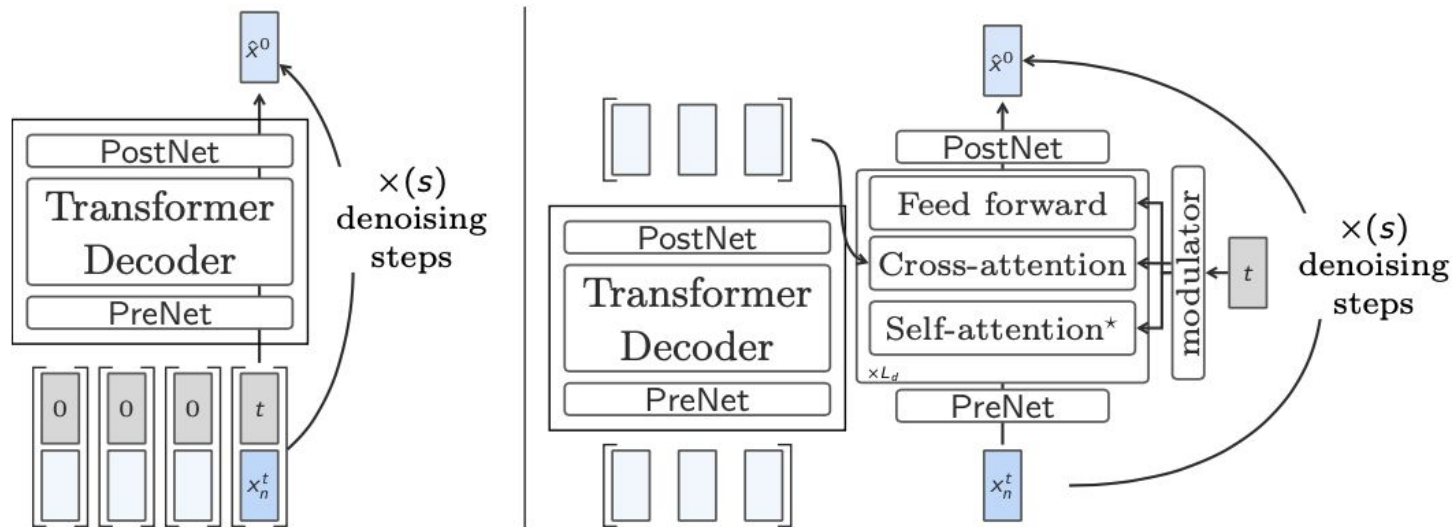 x̂⁰
PostNet
Transformer
Decoder
PreNet
×(s)
denoising
steps
0 0 0 t
xₙᵗ
x̂⁰
PostNet
Feed forward
Cross-attention
Self-attention*
×L_d
PreNet
modulator
t
×(s)
denoising
steps
PostNet
Transformer
Decoder
PreNet
xₙᵗ